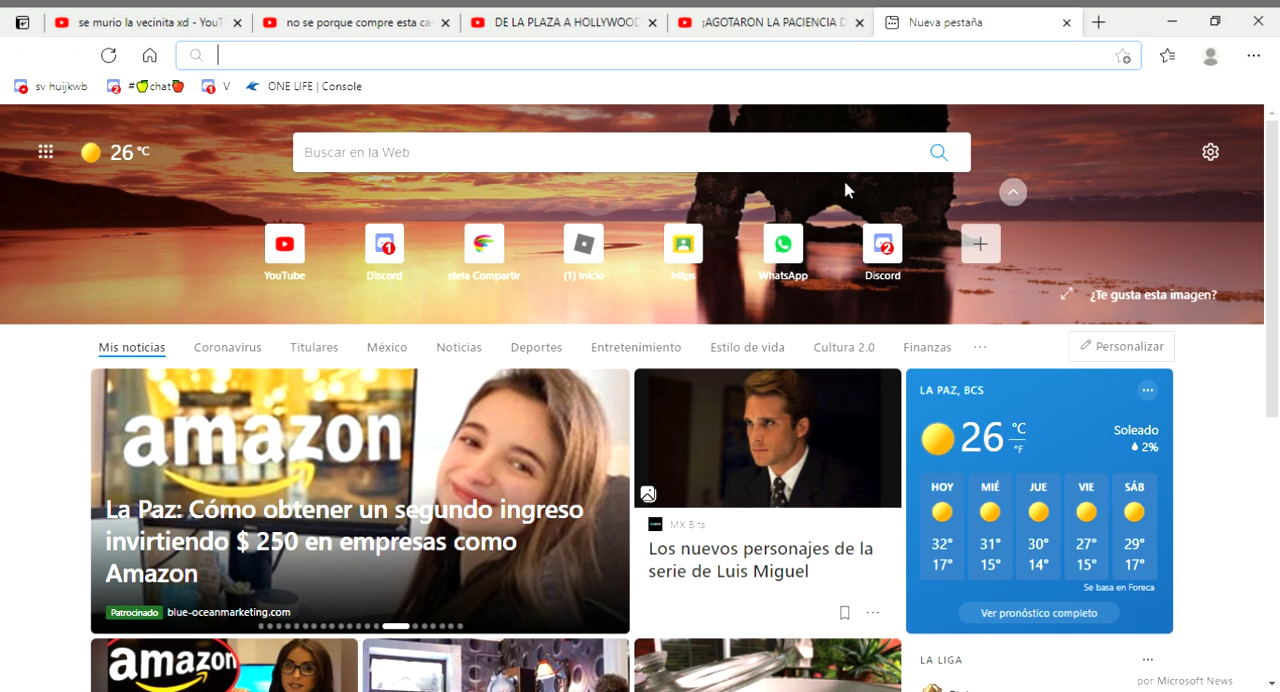 se murio la vecinita xd - YouT
no se porque compre esta ca
DE LA PLAZA A HOLLYWOOD
¡AGOTARON LA PACIENCIA D
Nueva pestaña
sv huijkwb
#🍏chat🍎
V
ONE LIFE | Console
26 °C
Buscar en la Web
YouTube
Discord
stela Compartir
(1) Inicio
https
WhatsApp
Discord
¿Te gusta esta imagen?
Mis noticias
Coronavirus
Titulares
México
Noticias
Deportes
Entretenimiento
Estilo de vida
Cultura 2.0
Finanzas
Personalizar
amazon
La Paz: Cómo obtener un segundo ingreso
invirtiendo $ 250 en empresas como
Amazon
Patrocinado blue-oceanmarketing.com
MX Bits
Los nuevos personajes de la
serie de Luis Miguel
LA PAZ, BCS
26 °C
°F
Soleado
2%
HOY MIÉ JUE VIE SÁB
32° 31° 30° 27° 29°
17° 15° 14° 15° 17°
Se basa en Foreca
Ver pronóstico completo
amazon
LA LIGA
por Microsoft News